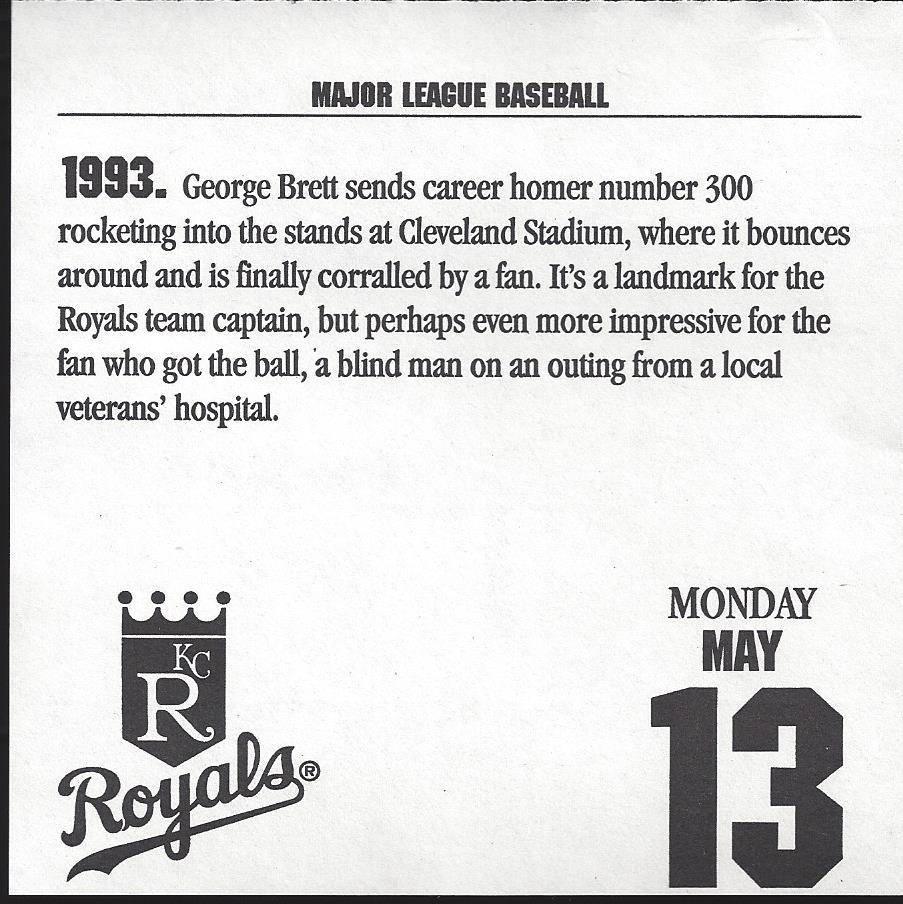 MAJOR LEAGUE BASEBALL
1993. George Brett sends career homer number 300
rocketing into the stands at Cleveland Stadium, where it bounces
around and is finally corralled by a fan. It's a landmark for the
Royals team captain, but perhaps even more impressive for the
fan who got the ball, a blind man on an outing from a local
veterans' hospital.
KC
R
Royals®
MONDAY
MAY
13